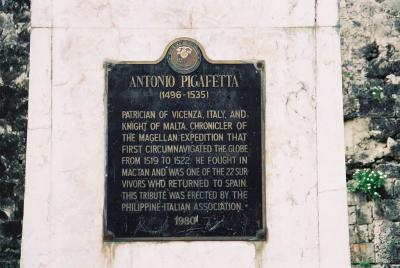 ANTONIO PIGAFETTA
(1496-1535)
PATRICIAN OF VICENZA, ITALY, AND
KNIGHT OF MALTA. CHRONICLER OF
THE MAGELLAN EXPEDITION THAT
FIRST CIRCUMNAVIGATED THE GLOBE
FROM 1519 TO 1522. HE FOUGHT IN
MACTAN AND WAS ONE OF THE 22 SUR
VIVORS WHO RETURNED TO SPAIN.
THIS TRIBUTE WAS ERECTED BY THE
PHILIPPINE-ITALIAN ASSOCIATION.
1980